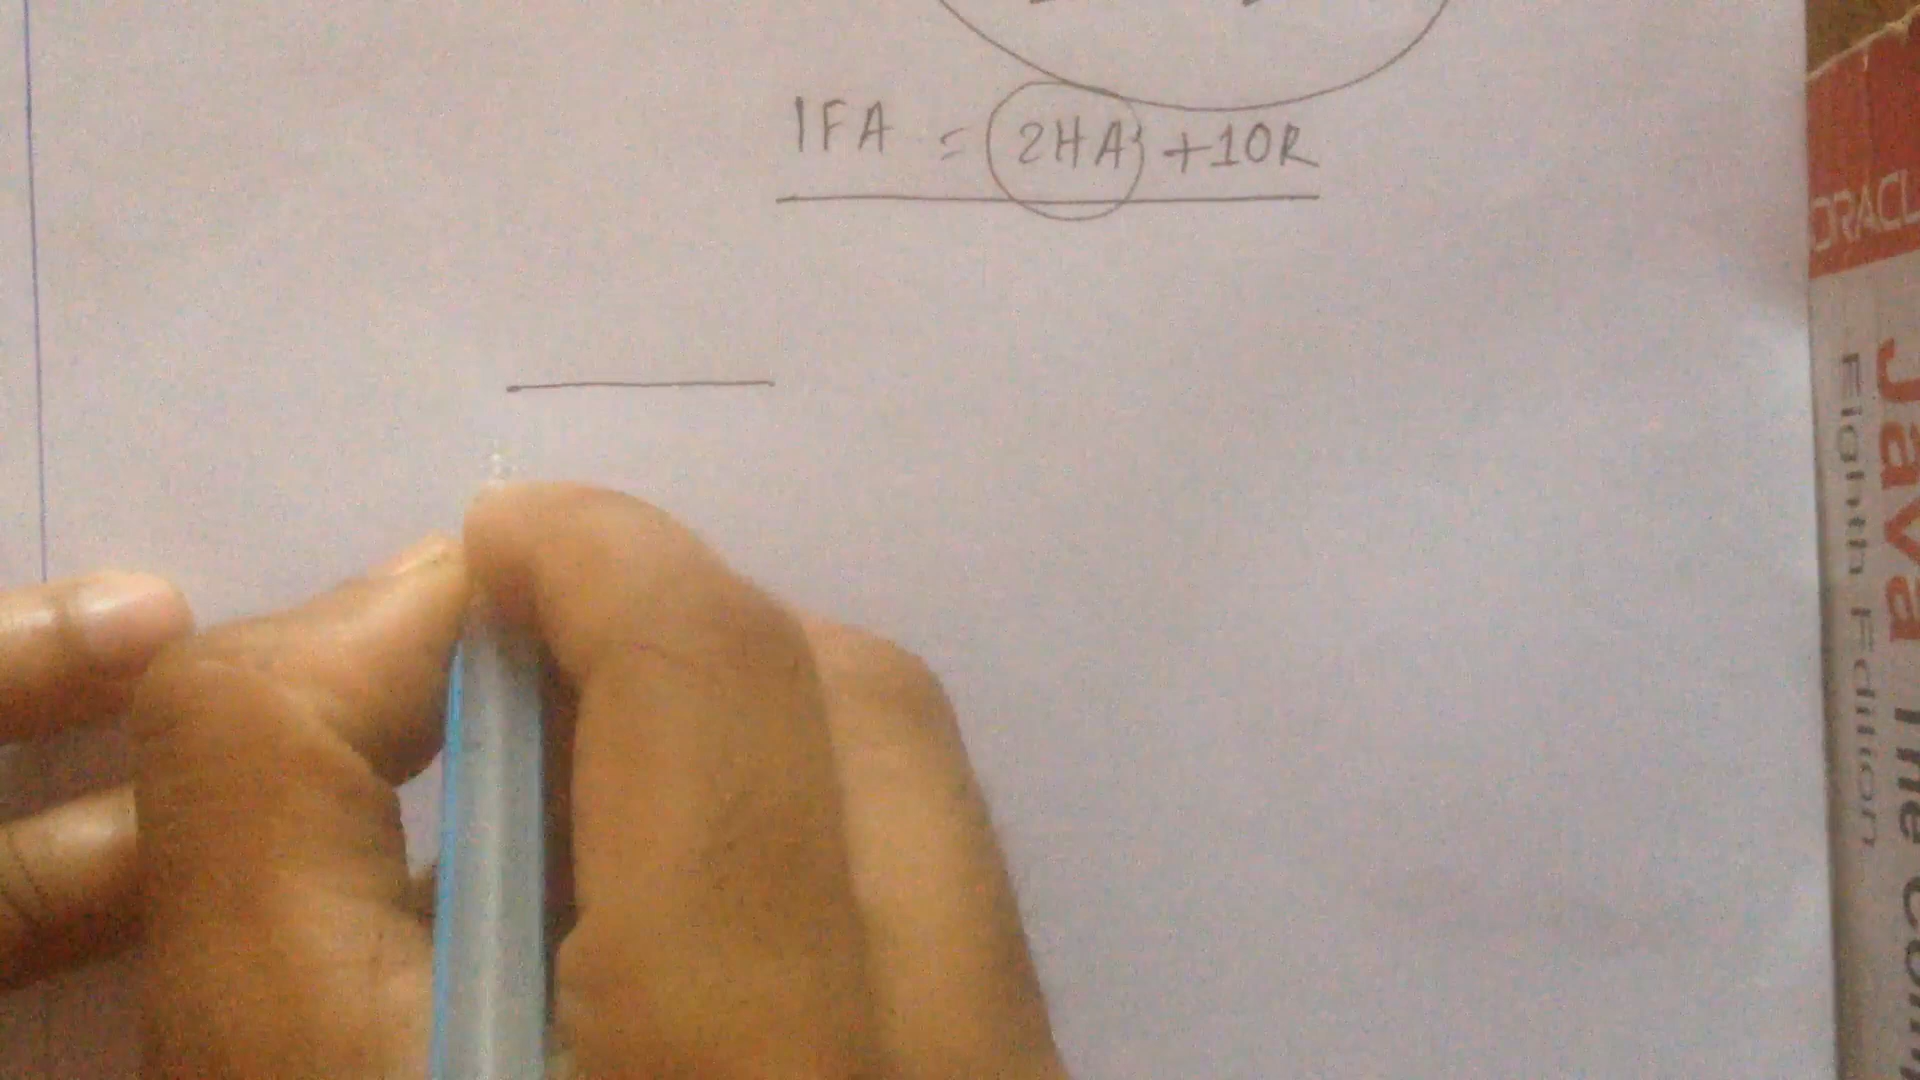 1FA = 2HA's + 1OR
ORACL
Java The Com
Eighth Edition